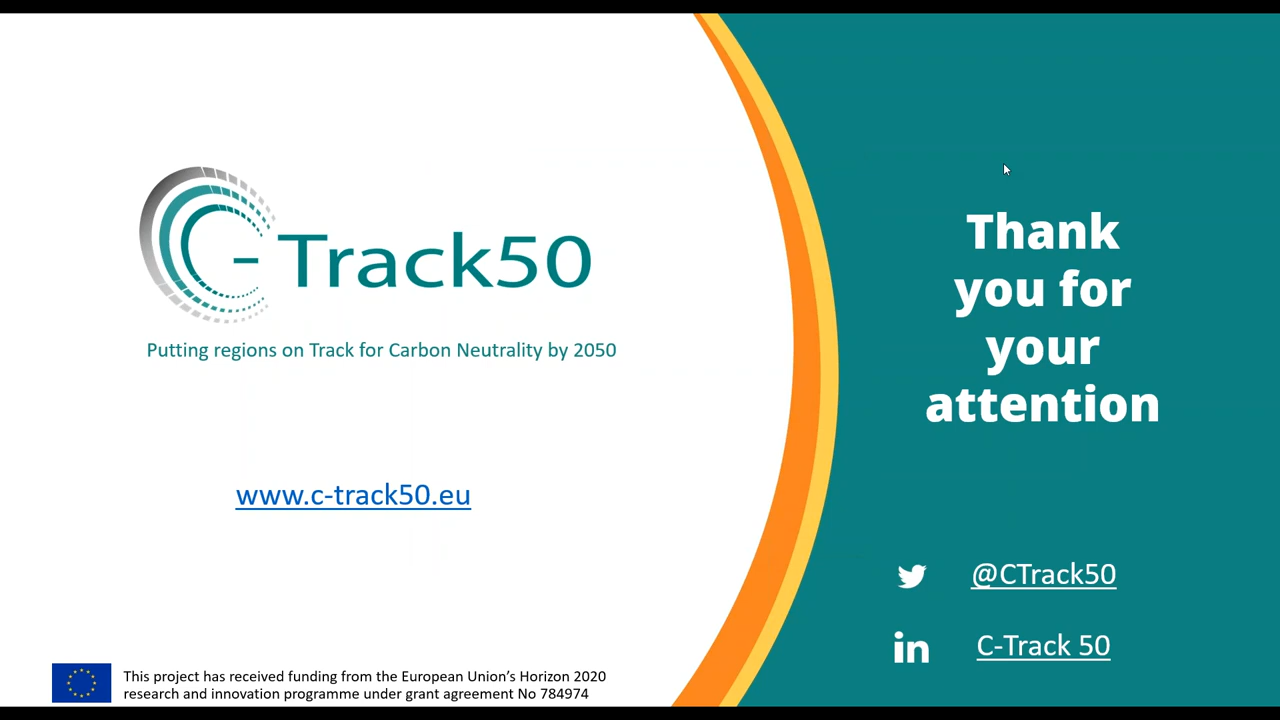 C-Track50
Putting regions on Track for Carbon Neutrality by 2050
www.c-track50.eu
This project has received funding from the European Union’s Horizon 2020
research and innovation programme under grant agreement No 784974
Thank
you for
your
attention
@CTrack50
in C-Track 50